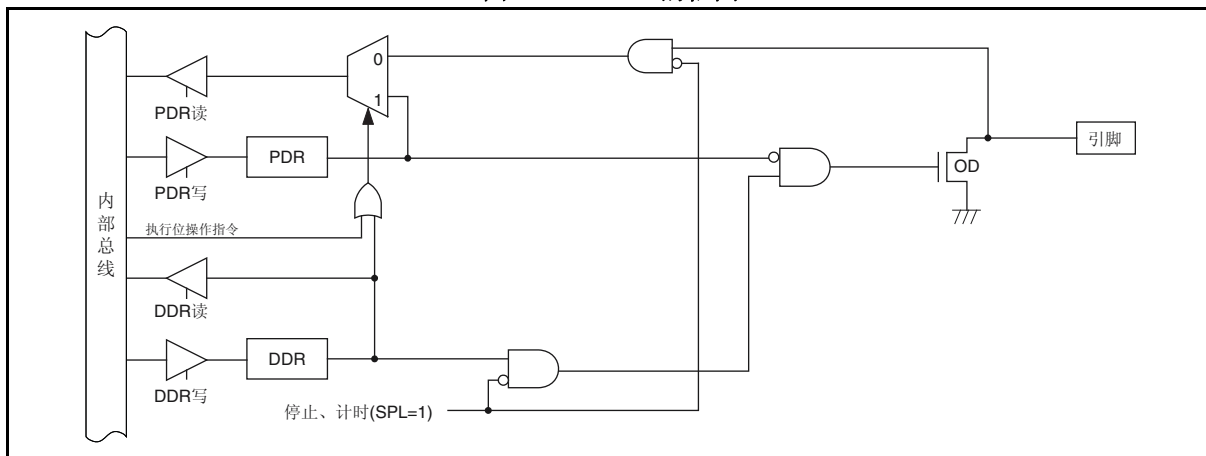 0
1
PDR读
PDR写
PDR
执行位操作指令
内部总线
DDR读
DDR写
DDR
停止、计时(SPL=1)
OD
引脚